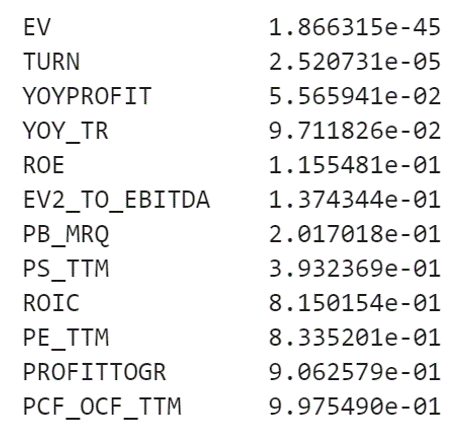 EV 1.866315e-45
TURN 2.520731e-05
YOYPROFIT 5.565941e-02
YOY_TR 9.711826e-02
ROE 1.155481e-01
EV2_TO_EBITDA 1.374344e-01
PB_MRQ 2.017018e-01
PS_TTM 3.932369e-01
ROIC 8.150154e-01
PE_TTM 8.335201e-01
PROFITTOGR 9.062579e-01
PCF_OCF_TTM 9.975490e-01